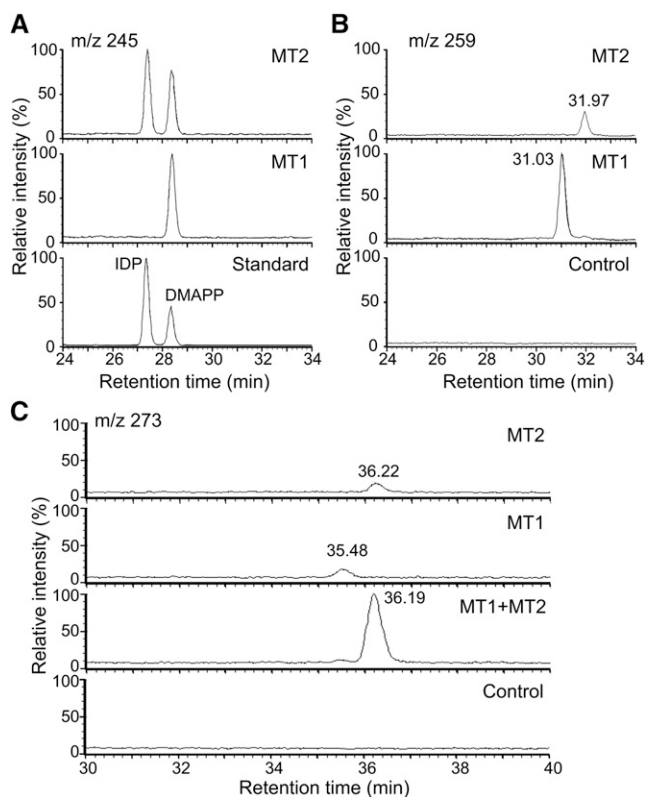 A
m/z 245
MT2
100
50
0
MT1
100
50
0
Standard
IDP
DMAPP
100
50
0
24 26 28 30 32 34
Retention time (min)
Relative intensity (%)
B
m/z 259
MT2
31.97
100
50
0
MT1
31.03
100
50
0
Control
100
50
0
24 26 28 30 32 34
Retention time (min)
Relative intensity (%)
C
m/z 273
MT2
36.22
100
50
0
MT1
35.48
100
50
0
MT1+MT2
36.19
100
50
0
Control
100
50
0
30 32 34 36 38 40
Retention time (min)
Relative intensity (%)